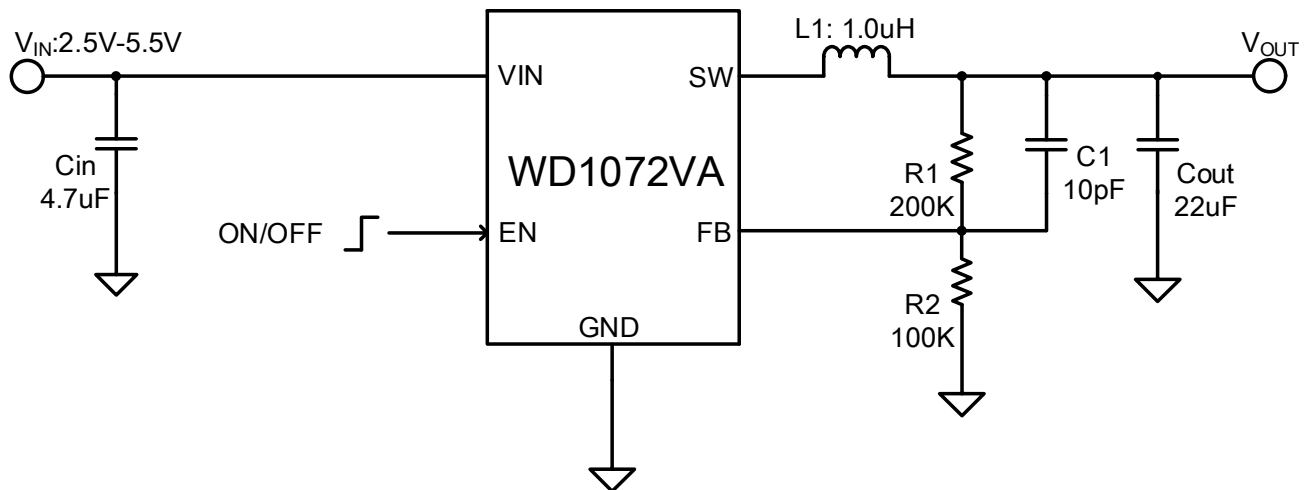 V_IN:2.5V-5.5V
L1: 1.0uH
V_OUT
VIN
SW
WD1072VA
Cin
4.7uF
R1
200K
C1
10pF
Cout
22uF
ON/OFF
EN
FB
R2
100K
GND